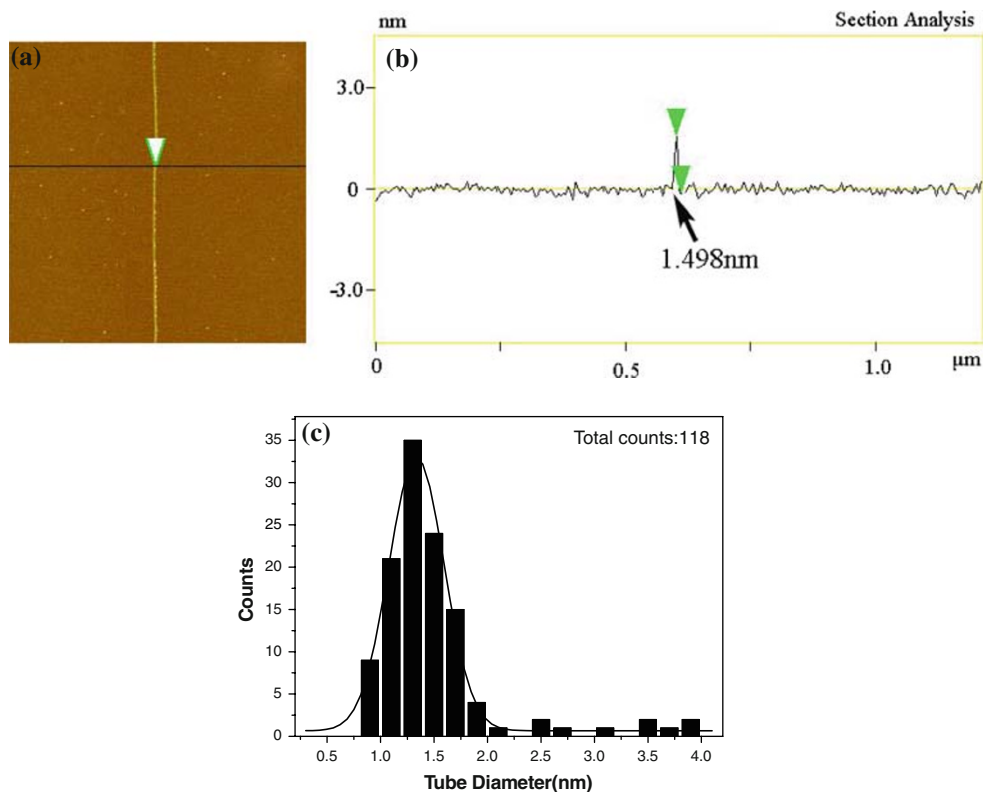 (a)
nm
Section Analysis
(b)
3.0
0
-3.0
1.498nm
0
0.5
1.0
µm
(c)
Total counts:118
35
30
25
20
15
10
5
0
Counts
0.5 1.0 1.5 2.0 2.5 3.0 3.5 4.0
Tube Diameter(nm)